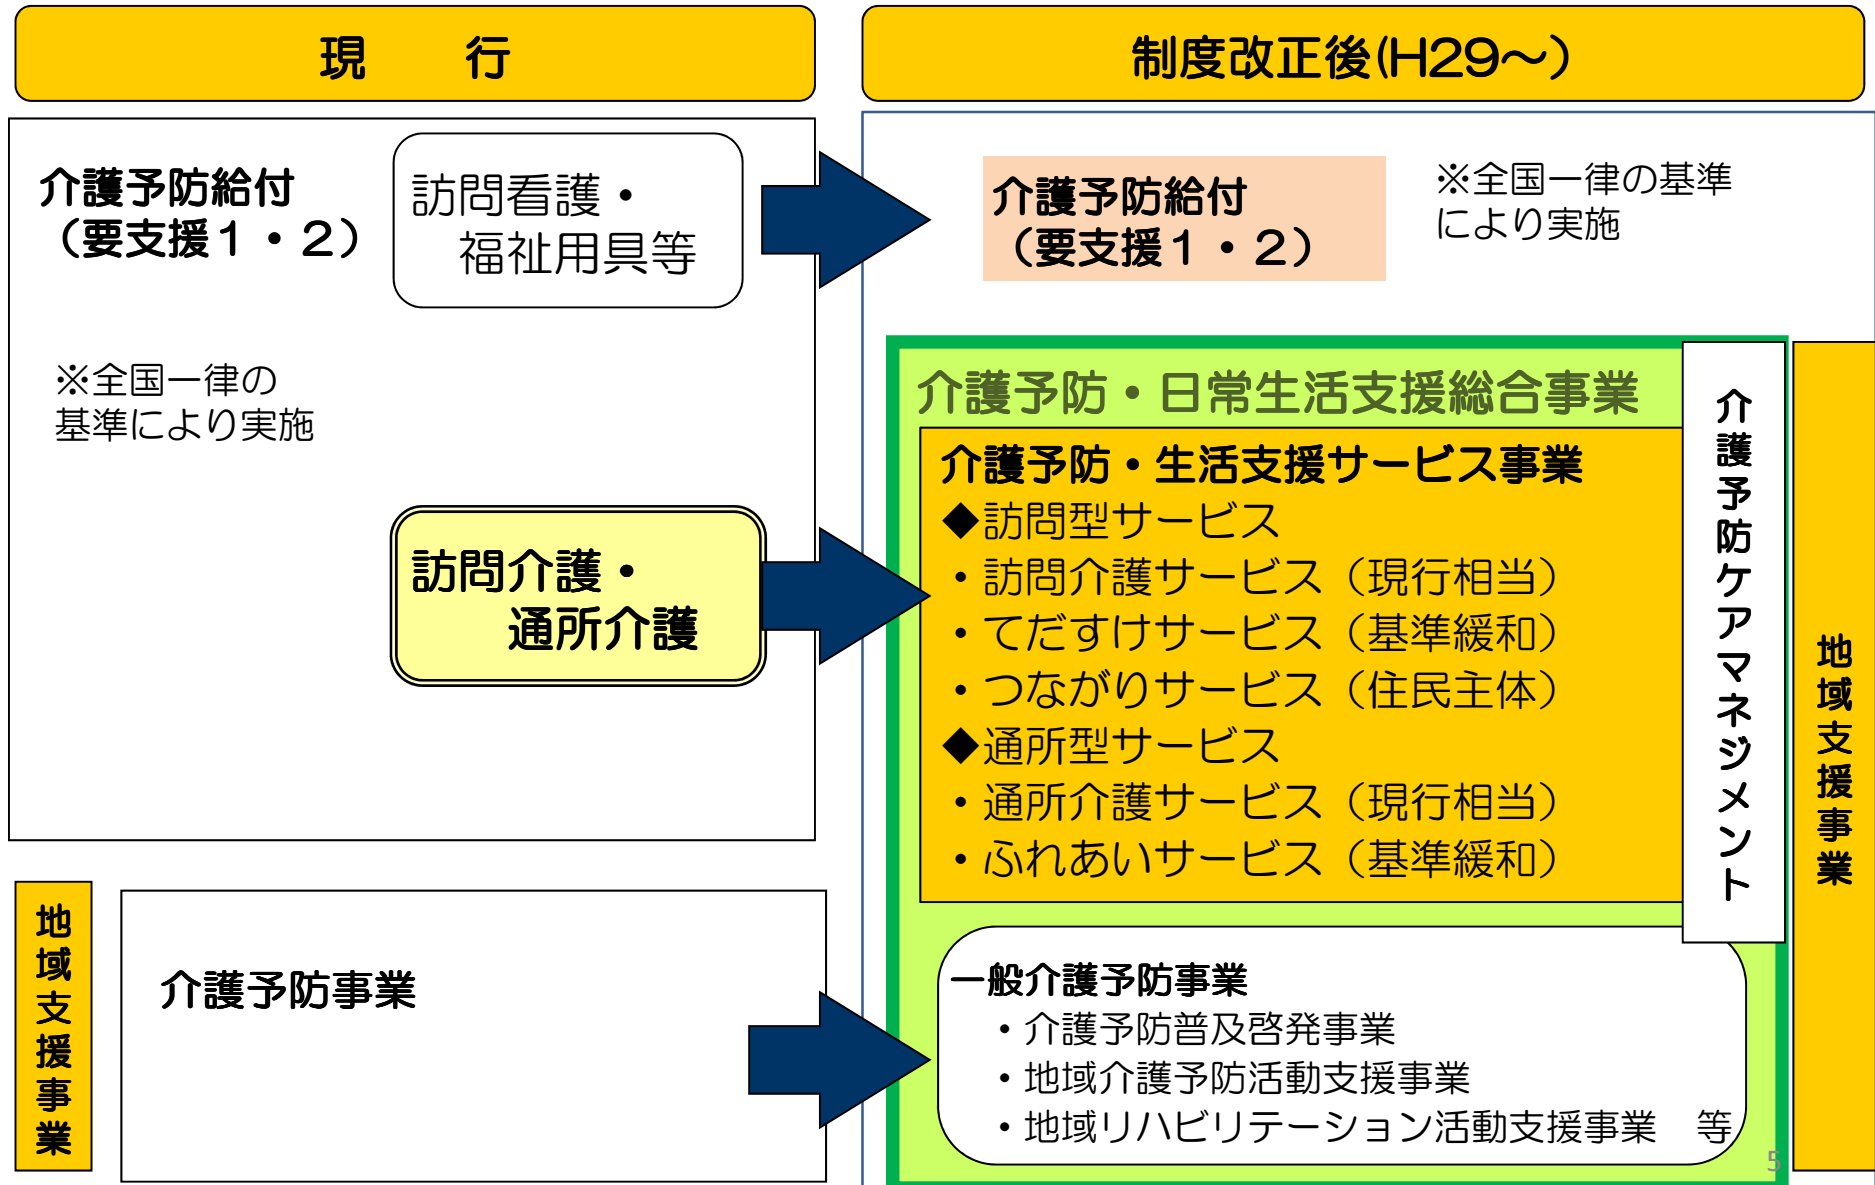 現　　行
制度改正後(H29～)
介護予防給付
（要支援１・２）
訪問看護・
福祉用具等
※全国一律の
基準により実施
訪問介護・
通所介護
地域支援事業
介護予防事業
介護予防給付
（要支援１・２）
※全国一律の基準
により実施
介護予防・日常生活支援総合事業
介護予防・生活支援サービス事業
◆訪問型サービス
・訪問介護サービス（現行相当）
・てだすけサービス（基準緩和）
・つながりサービス（住民主体）
◆通所型サービス
・通所介護サービス（現行相当）
・ふれあいサービス（基準緩和）
介護予防ケアマネジメント
地域支援事業
一般介護予防事業
・介護予防普及啓発事業
・地域介護予防活動支援事業
・地域リハビリテーション活動支援事業　等
5